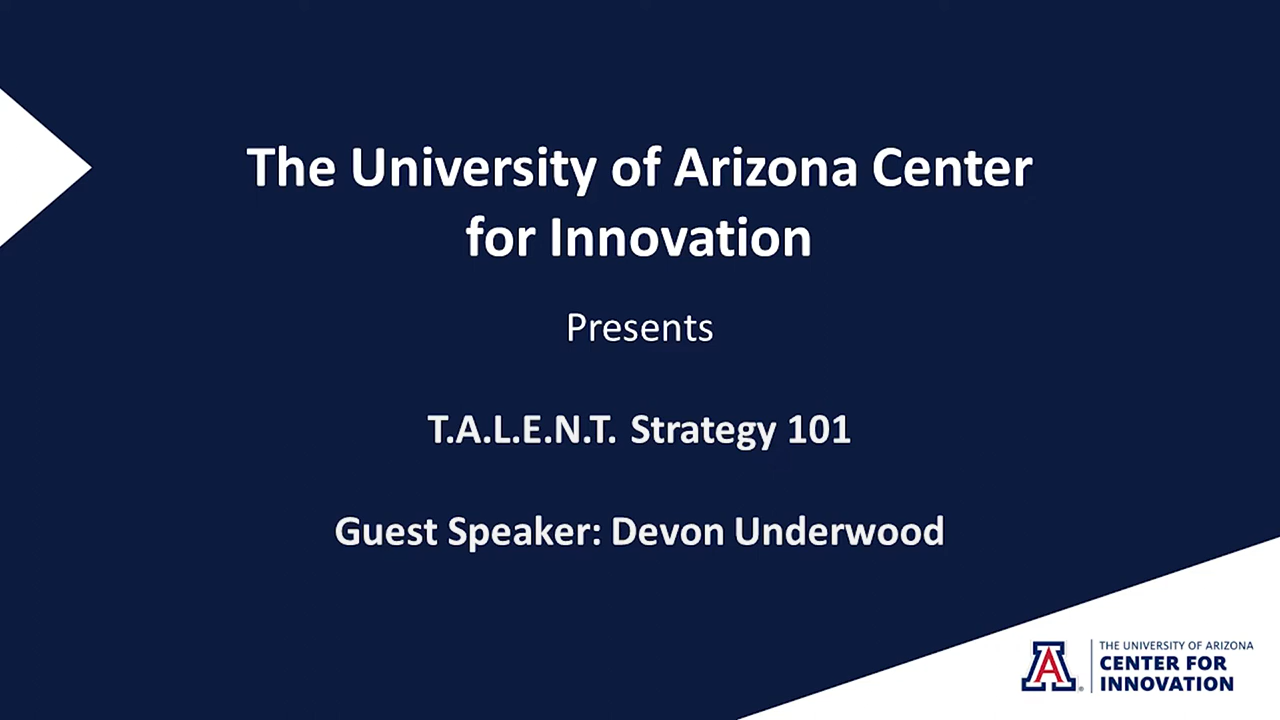 The University of Arizona Center
for Innovation
Presents
T.A.L.E.N.T. Strategy 101
Guest Speaker: Devon Underwood
THE UNIVERSITY OF ARIZONA
CENTER FOR
INNOVATION